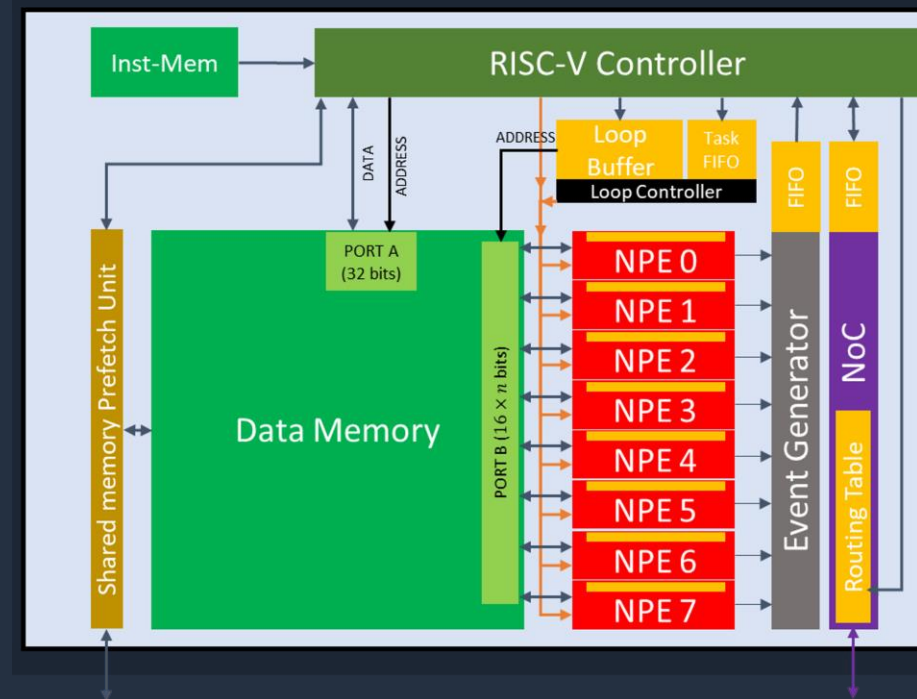 Inst-Mem
RISC-V Controller
DATA
ADDRESS
ADDRESS
Loop
Buffer
Task
FIFO
Loop Controller
FIFO
FIFO
Shared memory Prefetch Unit
PORT A
(32 bits)
Data Memory
PORT B (16 × n bits)
NPE 0
NPE 1
NPE 2
NPE 3
NPE 4
NPE 5
NPE 6
NPE 7
Event Generator
NoC
Routing Table